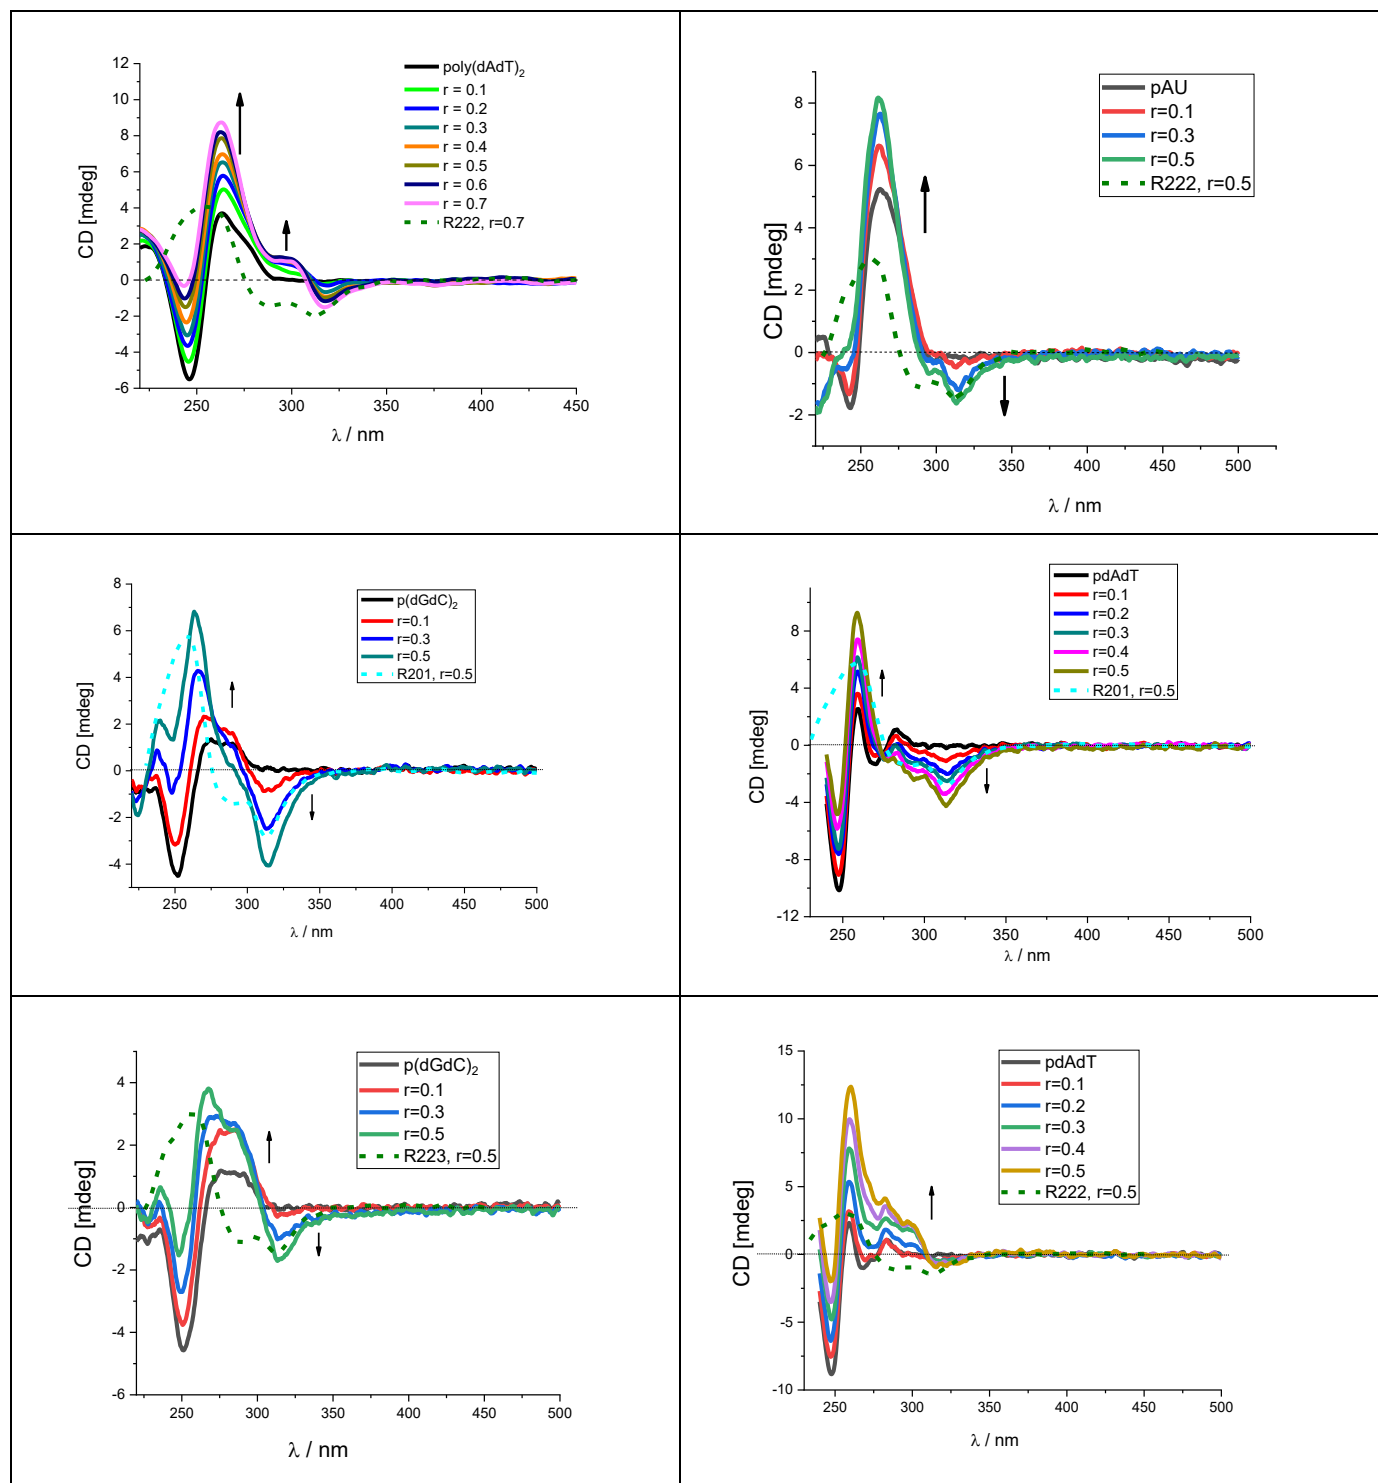 12
10
8
6
4
2
0
-2
-4
-6
CD [mdeg]
250
300
350
400
450
λ / nm
poly(dAdT)₂
r = 0.1
r = 0.2
r = 0.3
r = 0.4
r = 0.5
r = 0.6
r = 0.7
R222, r=0.7
8
6
4
2
0
-2
CD [mdeg]
250
300
350
400
450
500
λ / nm
pAU
r=0.1
r=0.3
r=0.5
R222, r=0.5
8
6
4
2
0
-2
-4
CD [mdeg]
250
300
350
400
450
500
λ / nm
p(dGdC)₂
r=0.1
r=0.3
r=0.5
R201, r=0.5
8
4
0
-4
-8
-12
CD [mdeg]
250
300
350
400
450
500
λ / nm
pdAdT
r=0.1
r=0.2
r=0.3
r=0.4
r=0.5
R201, r=0.5
4
2
0
-2
-4
-6
CD [mdeg]
250
300
350
400
450
500
λ / nm
p(dGdC)₂
r=0.1
r=0.3
r=0.5
R223, r=0.5
15
10
5
0
-5
-10
CD [mdeg]
250
300
350
400
450
500
λ / nm
pdAdT
r=0.1
r=0.2
r=0.3
r=0.4
r=0.5
R222, r=0.5